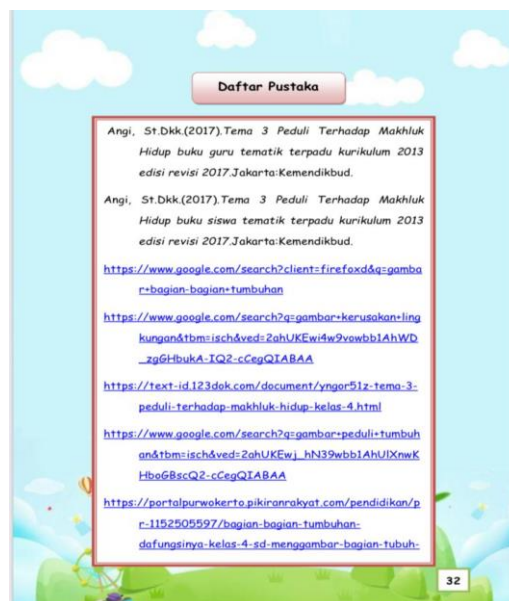 Daftar Pustaka
Angi, St.Dkk.(2017).Tema 3 Peduli Terhadap Makhluk
Hidup buku guru tematik terpadu kurikulum 2013
edisi revisi 2017.Jakarta:Kemendikbud.
Angi, St.Dkk.(2017).Tema 3 Peduli Terhadap Makhluk
Hidup buku siswa tematik terpadu kurikulum 2013
edisi revisi 2017.Jakarta:Kemendikbud.
https://www.google.com/search?client=firefoxd&q=gamba
r+bagian-bagian+tumbuhan
https://www.google.com/search?q=gambar+kerusakan+ling
kungan&tbm=isch&ved=2ahUKEwi4w9vowbb1AhWD
_zgGHbukA-IQ2-cCegQIABAA
https://text-id.123dok.com/document/yngor51z-tema-3-
peduli-terhadap-makhluk-hidup-kelas-4.html
https://www.google.com/search?q=gambar+peduli+tumbuh
an&tbm=isch&ved=2ahUKEwj_hN39wbb1AhUlXnwK
HboGBscQ2-cCegQIABAA
https://portalpurwokerto.pikiranrakyat.com/pendidikan/p
r-1152505597/bagian-bagian-tumbuhan-
dafungsinya-kelas-4-sd-menggambar-bagian-tubuh-
32